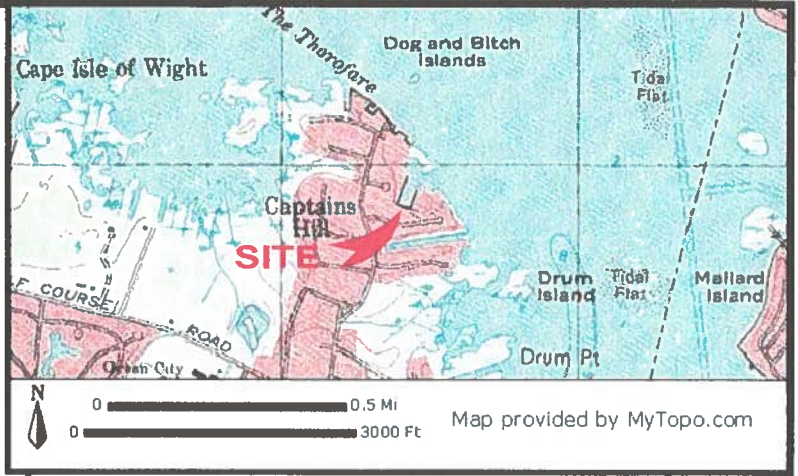 The Thorofare
Dog and Bitch
Islands
Cape Isle of Wight
Tidal
Flat
Captains
Hill
SITE
Drum
Island
Tidal
Flat
Mallard
Island
F COURSE
ROAD
Ocean City
Drum Pt
N
0 0.5 Mi
0 3000 Ft
Map provided by MyTopo.com